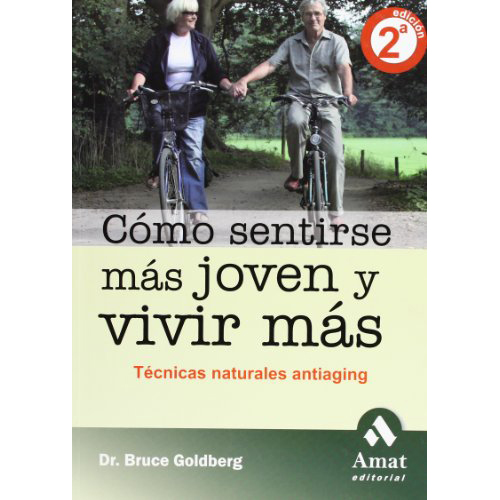 2ª
edición
Cómo sentirse
más joven y
vivir más
Técnicas naturales antiaging
Dr. Bruce Goldberg
Amat
editorial